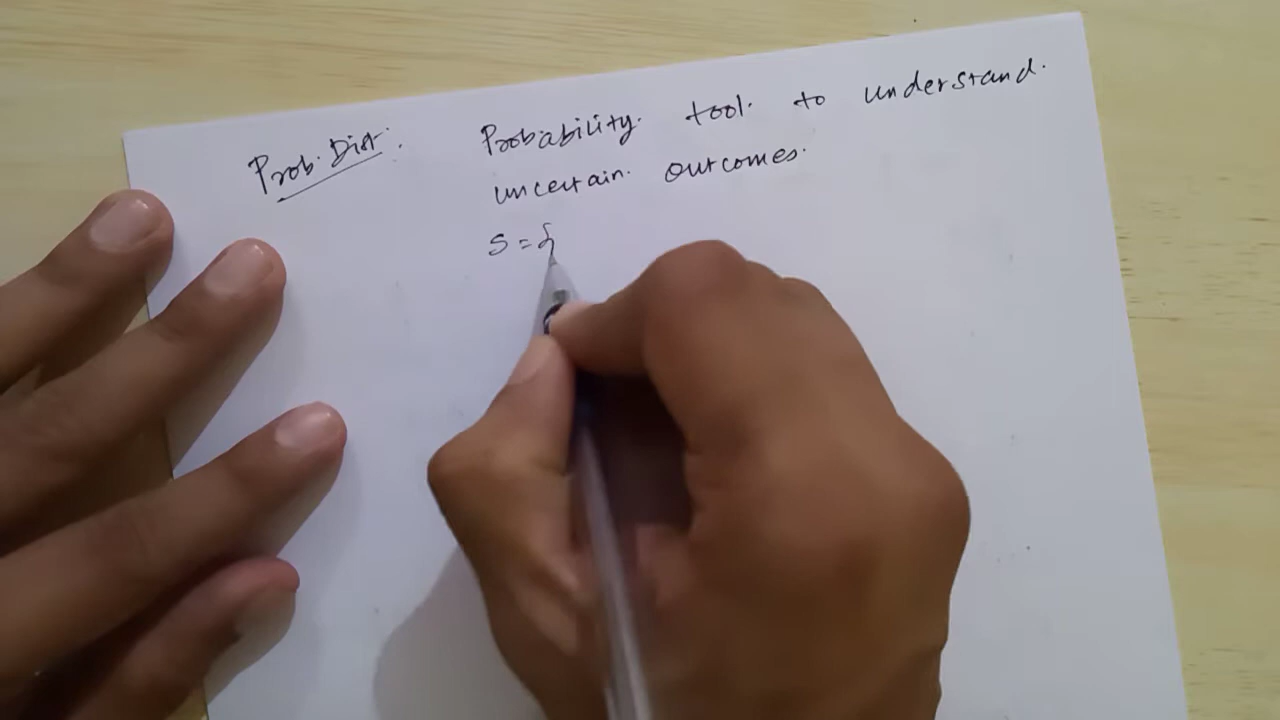 Prob. Dist: Probability. tool. to understand.
uncertain. outcomes.
S = {